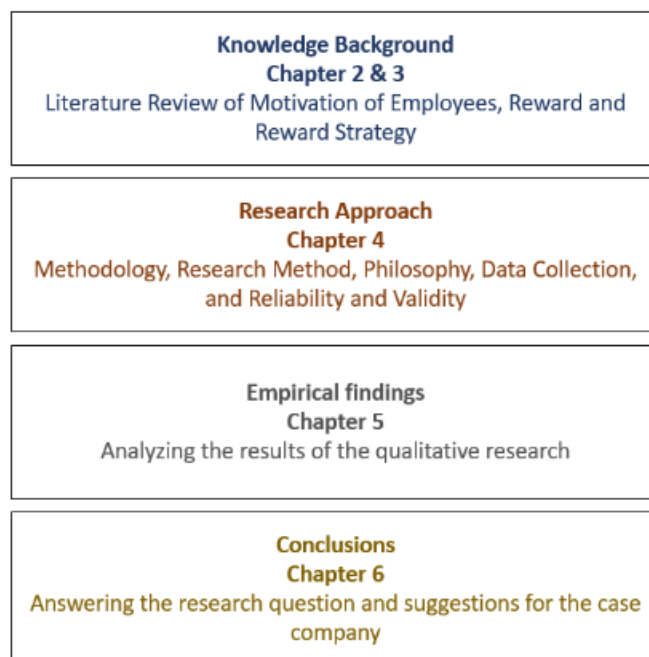 Knowledge Background
Chapter 2 & 3
Literature Review of Motivation of Employees, Reward and
Reward Strategy
Research Approach
Chapter 4
Methodology, Research Method, Philosophy, Data Collection,
and Reliability and Validity
Empirical findings
Chapter 5
Analyzing the results of the qualitative research
Conclusions
Chapter 6
Answering the research question and suggestions for the case
company